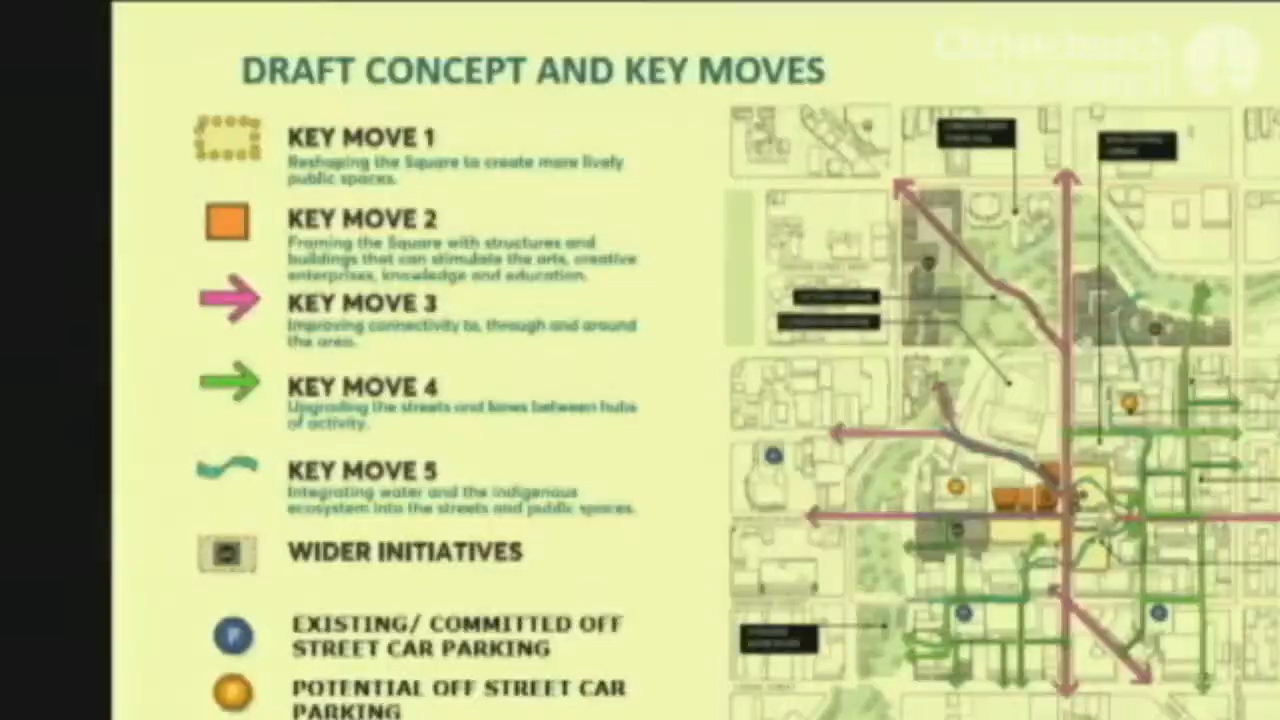 Christchurch
City Council
DRAFT CONCEPT AND KEY MOVES
KEY MOVE 1
Reshaping the Square to create more lively
public spaces.
KEY MOVE 2
Framing the Square with structures and
buildings that can stimulate the arts, creative
enterprises, knowledge and education.
KEY MOVE 3
Improving connectivity to, through and around
the area.
KEY MOVE 4
Upgrading the streets and lanes between hubs
of activity.
KEY MOVE 5
Integrating water and the indigenous
ecosystem into the streets and public spaces.
WIDER INITIATIVES
P
EXISTING/ COMMITTED OFF
STREET CAR PARKING
POTENTIAL OFF STREET CAR
PARKING